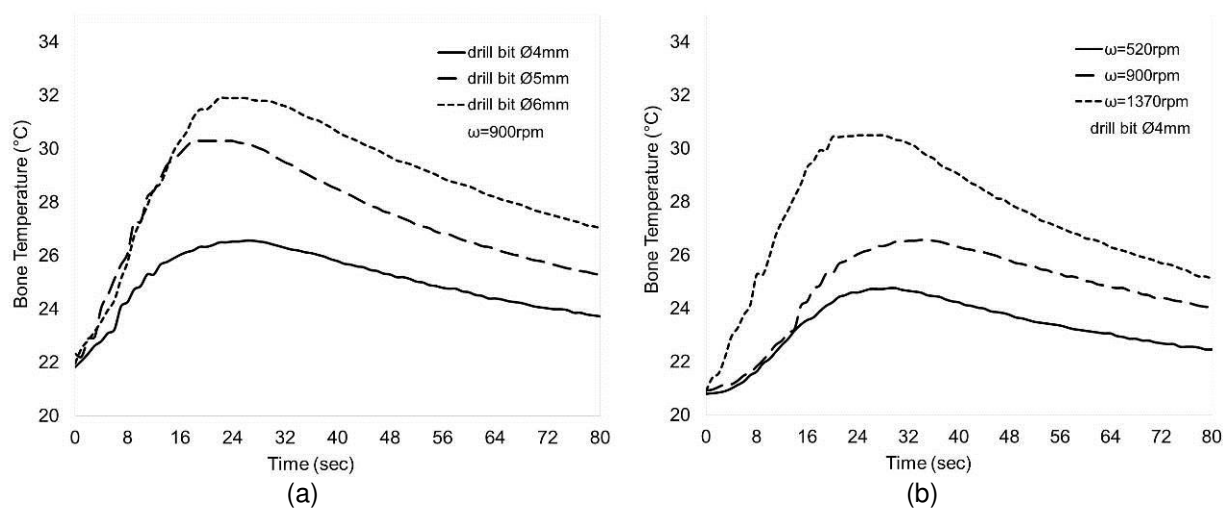 34
32
30
28
26
24
22
20
Bone Temperature (°C)
drill bit Ø4mm
drill bit Ø5mm
drill bit Ø6mm
ω=900rpm
0 8 16 24 32 40 48 56 64 72 80
Time (sec)
(a)
34
32
30
28
26
24
22
20
Bone Temperature (°C)
ω=520rpm
ω=900rpm
ω=1370rpm
drill bit Ø4mm
0 8 16 24 32 40 48 56 64 72 80
Time (sec)
(b)